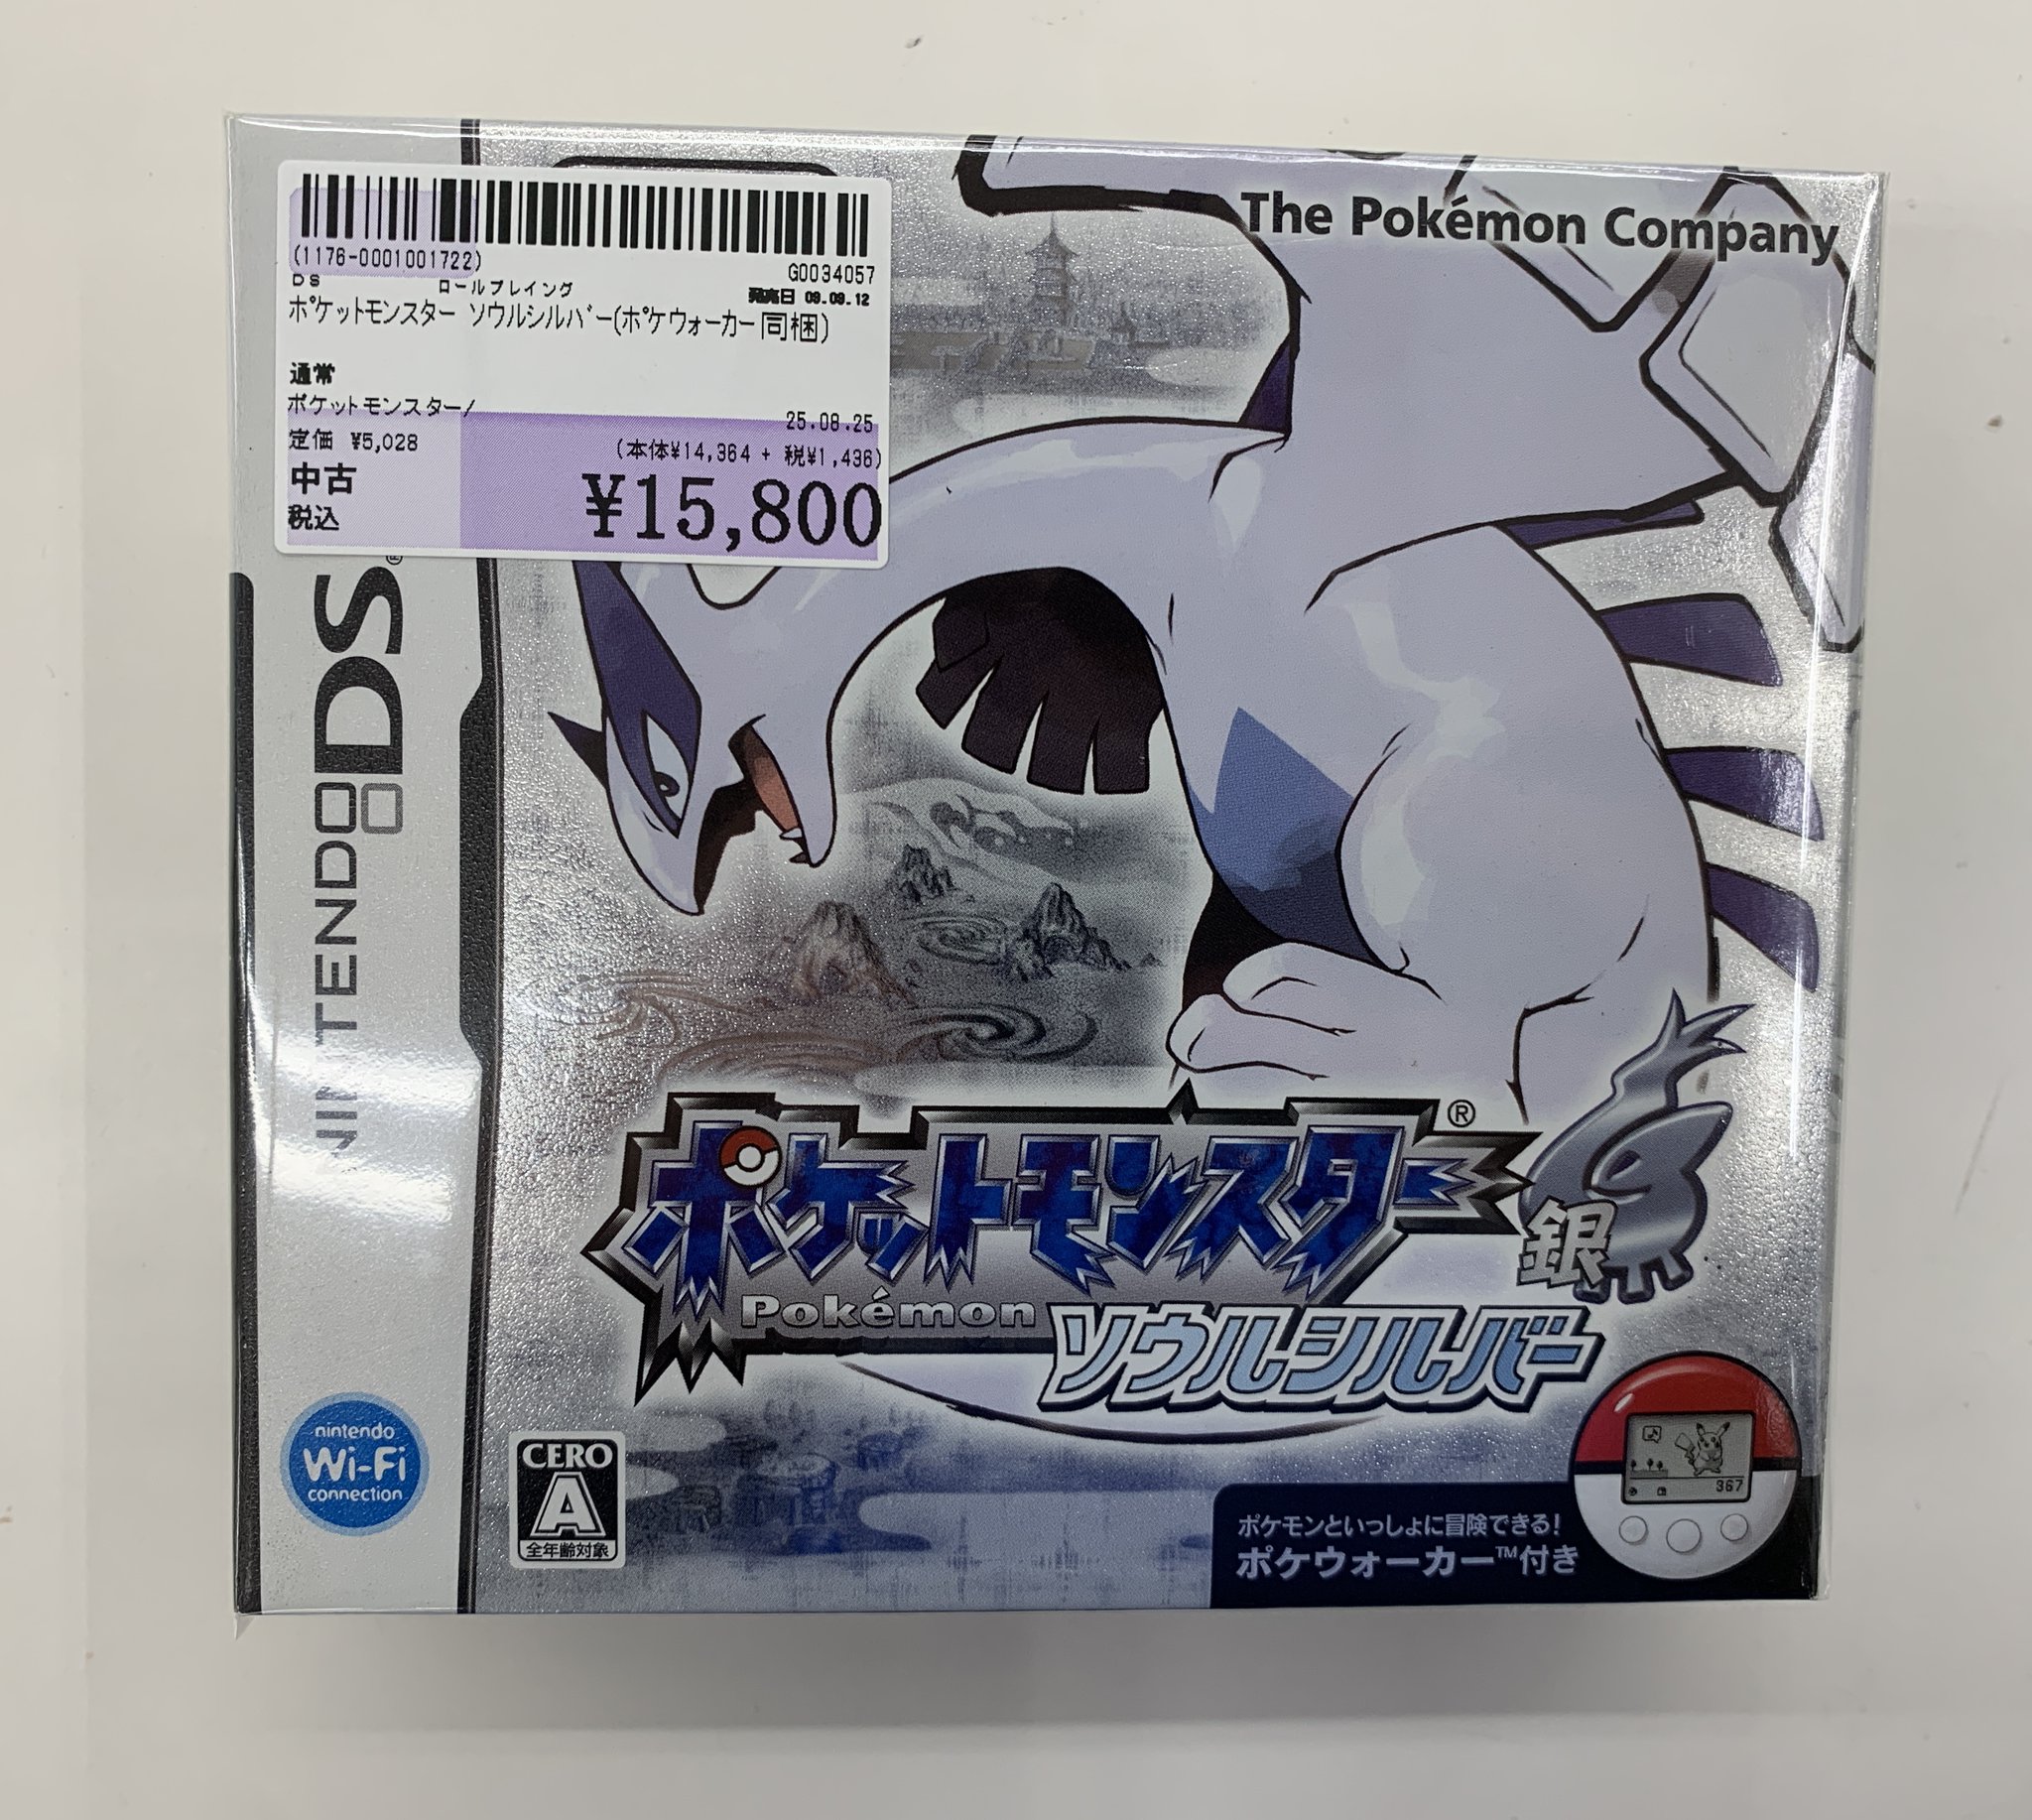 (1176-0001001722)
G0034057
DS ロールプレイング
発売日 09.09.12
ポケットモンスター ソウルシルバー(ポケウォーカー同梱)
通常
ポケットモンスター/
25.08.25
定価 ¥5,028
(本体¥14,364 + 税¥1,436)
中古
税込
¥15,800
The Pokémon Company
NINTENDO DS
ポケットモンスター®
銀
Pokémon
ソウルシルバー
nintendo
Wi-Fi
connection
CERO
A
全年齢対象
367
ポケモンといっしょに冒険できる!
ポケウォーカー™付き